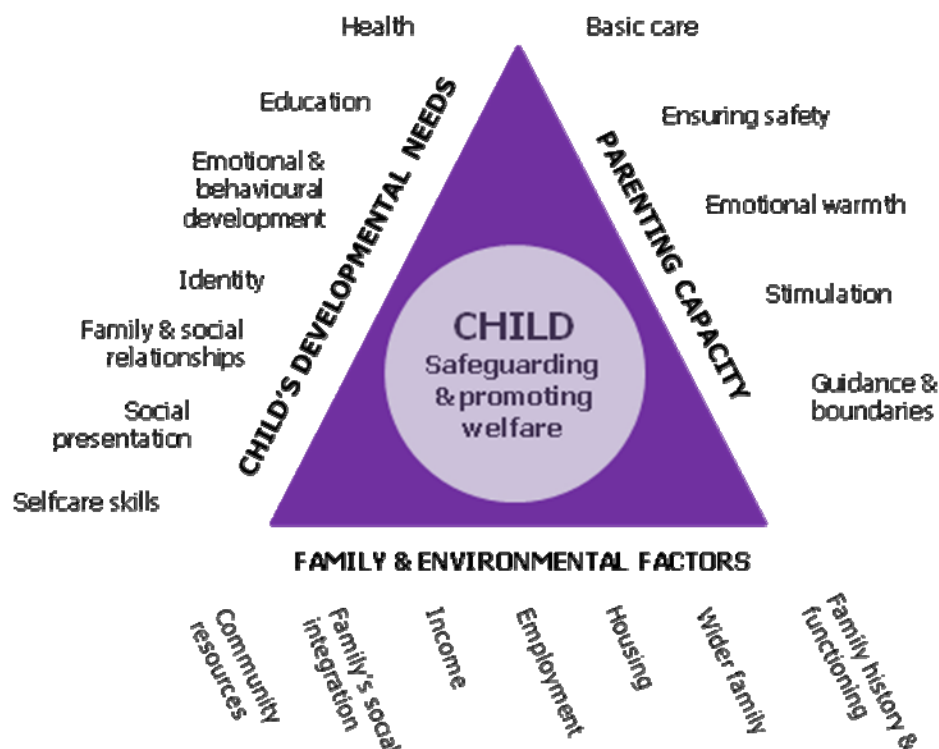 Health
Education
Emotional &
behavioural
development
Identity
Family & social
relationships
Social
presentation
Selfcare skills
CHILD'S DEVELOPMENTAL NEEDS
Basic care
Ensuring safety
Emotional warmth
Stimulation
Guidance &
boundaries
PARENTING CAPACITY
CHILD
Safeguarding
& promoting
welfare
FAMILY & ENVIRONMENTAL FACTORS
Community
resources
Family's social
integration
Income
Employment
Housing
Wider family
Family history &
functioning